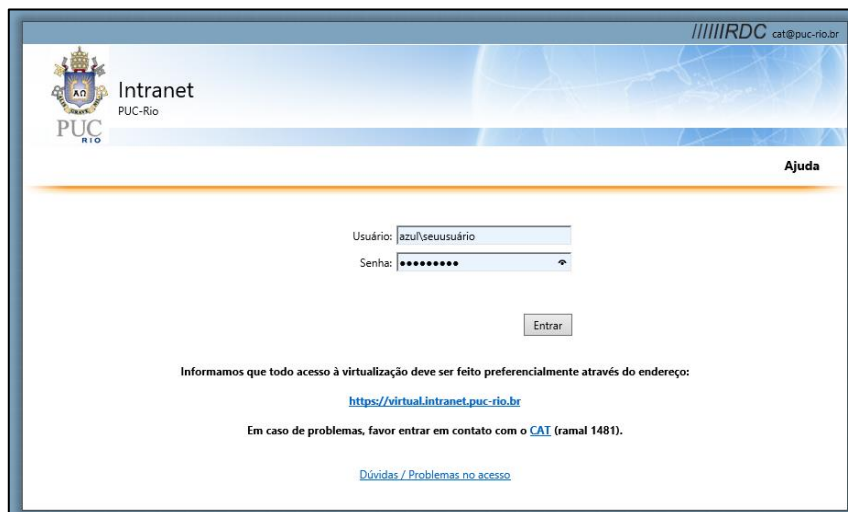 //////RDC cat@puc-rio.br
Intranet
PUC-Rio
ΑΩ
PUC
RIO
Ajuda
Usuário: azul\seuusuário
Senha: •••••••••
Entrar
Informamos que todo acesso à virtualização deve ser feito preferencialmente através do endereço:
https://virtual.intranet.puc-rio.br
Em caso de problemas, favor entrar em contato com o CAT (ramal 1481).
Dúvidas / Problemas no acesso